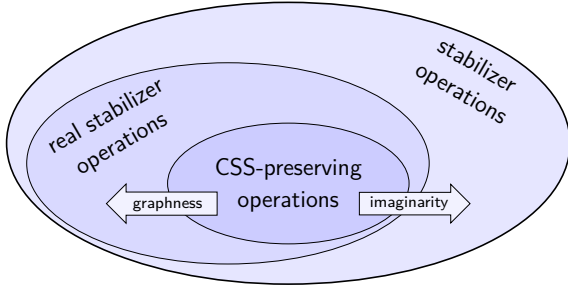 stabilizer
operations
real stabilizer
operations
CSS-preserving
operations
graphness
imaginarity